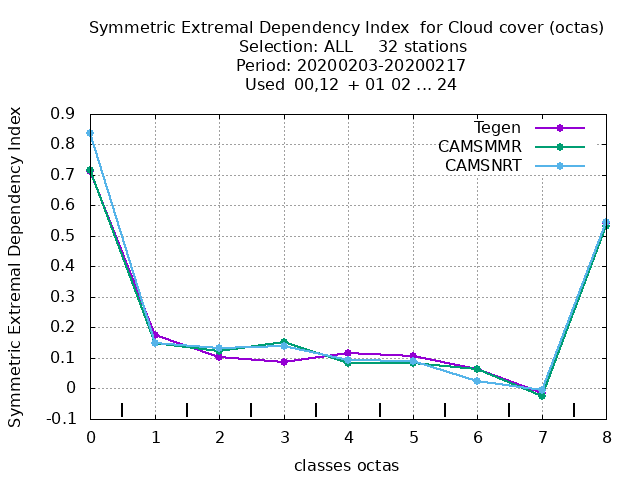 Symmetric Extremal Dependency Index  for Cloud cover (octas)
Selection: ALL     32 stations
Period: 20200203-20200217
Used  00,12  + 01 02 ... 24
Symmetric Extremal Dependency Index
0.9
0.8
0.7
0.6
0.5
0.4
0.3
0.2
0.1
0
-0.1
Tegen
CAMSMMR
CAMSNRT
0 1 2 3 4 5 6 7 8
classes octas